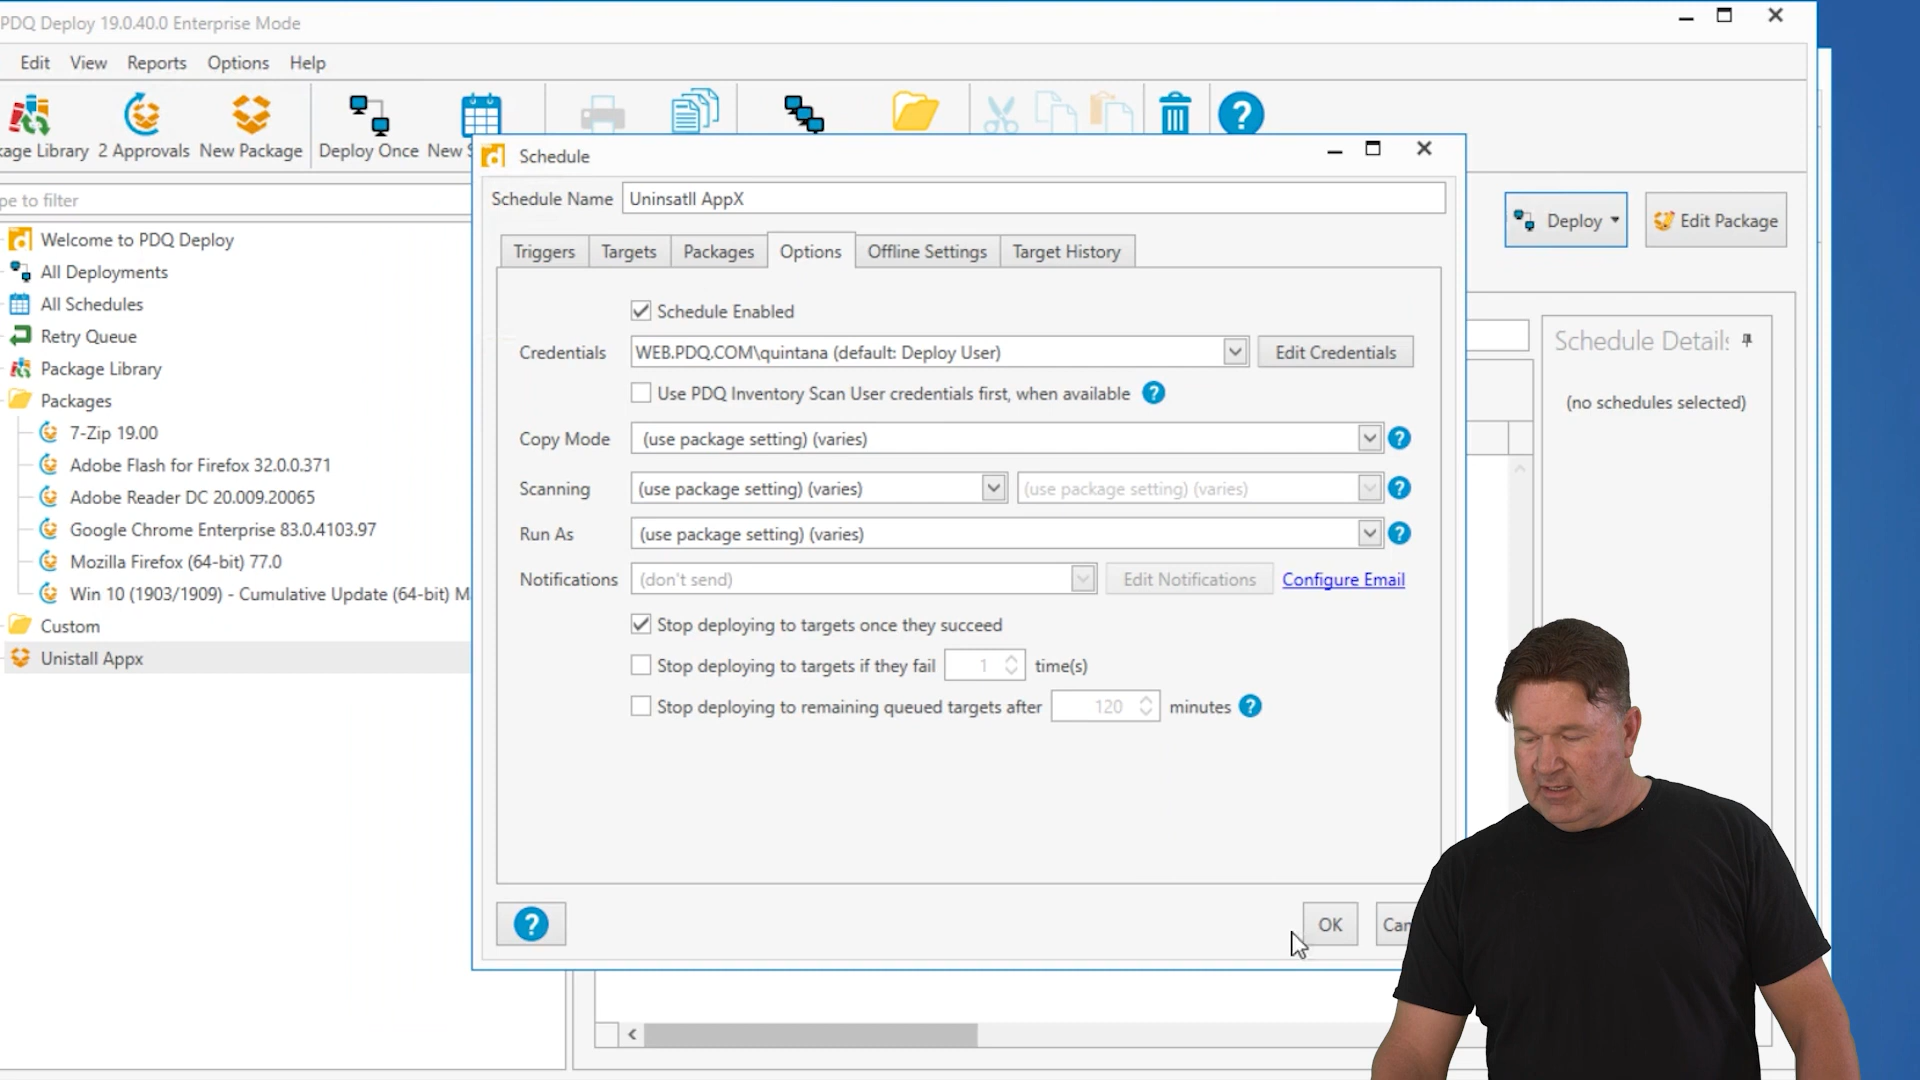 PDQ Deploy 19.0.40.0 Enterprise Mode
Edit View Reports Options Help
age Library 2 Approvals New Package Deploy Once New S
Schedule
pe to filter
Schedule Name Uninsatll AppX
Deploy Edit Package
Welcome to PDQ Deploy
All Deployments
All Schedules
Retry Queue
Package Library
Packages
7-Zip 19.00
Adobe Flash for Firefox 32.0.0.371
Adobe Reader DC 20.009.20065
Google Chrome Enterprise 83.0.4103.97
Mozilla Firefox (64-bit) 77.0
Win 10 (1903/1909) - Cumulative Update (64-bit) M
Custom
Unistall Appx
Triggers Targets Packages Options Offline Settings Target History
Schedule Enabled
Credentials WEB.PDQ.COM\quintana (default: Deploy User) Edit Credentials
Use PDQ Inventory Scan User credentials first, when available ?
Copy Mode (use package setting) (varies) ?
Scanning (use package setting) (varies) (use package setting) (varies) ?
Run As (use package setting) (varies) ?
Notifications (don't send) Edit Notifications Configure Email
Stop deploying to targets once they succeed
Stop deploying to targets if they fail 1 time(s)
Stop deploying to remaining queued targets after 120 minutes ?
? OK Can
Schedule Details
(no schedules selected)